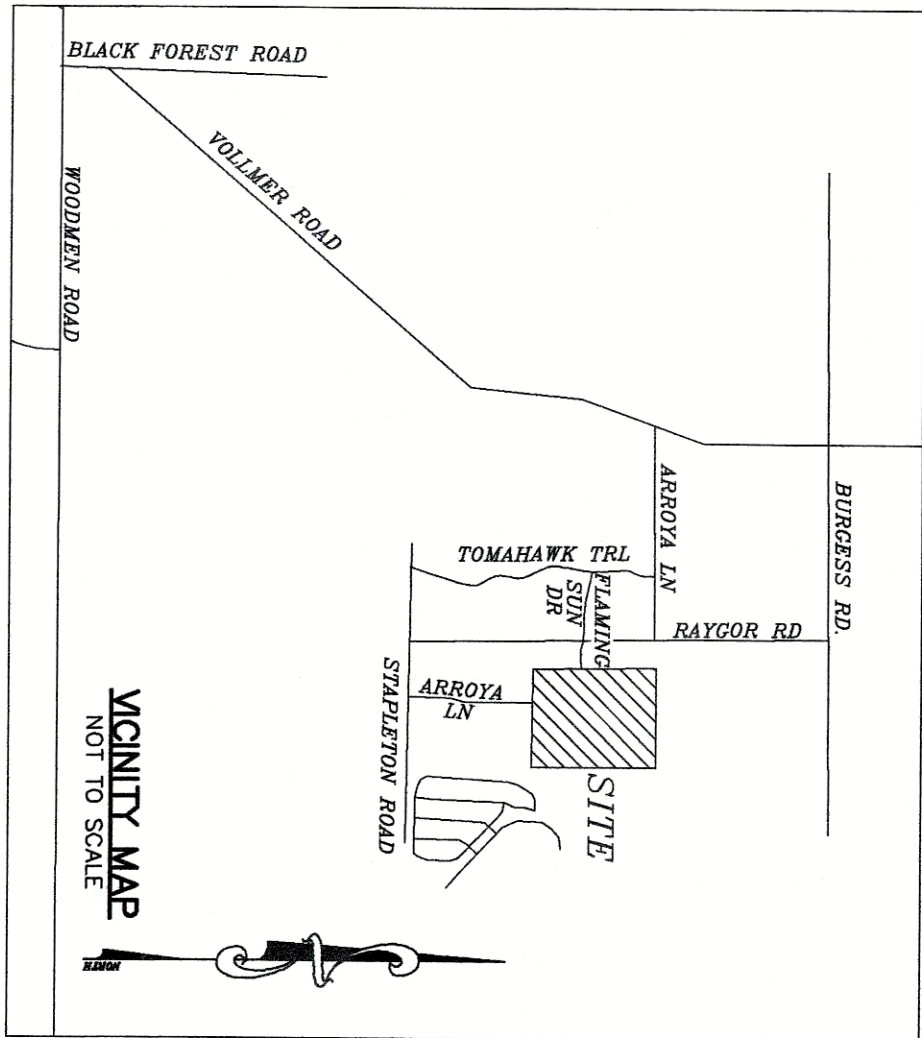 BLACK FOREST ROAD
VOLLMER ROAD
WOODMEN ROAD
BURGESS RD.
ARROYA LN
TOMAHAWK TRL
FLAMING
SUN
DR
RAYGOR RD
ARROYA
LN
STAPLETON ROAD
SITE
VICINITY MAP
NOT TO SCALE
N
NORTH